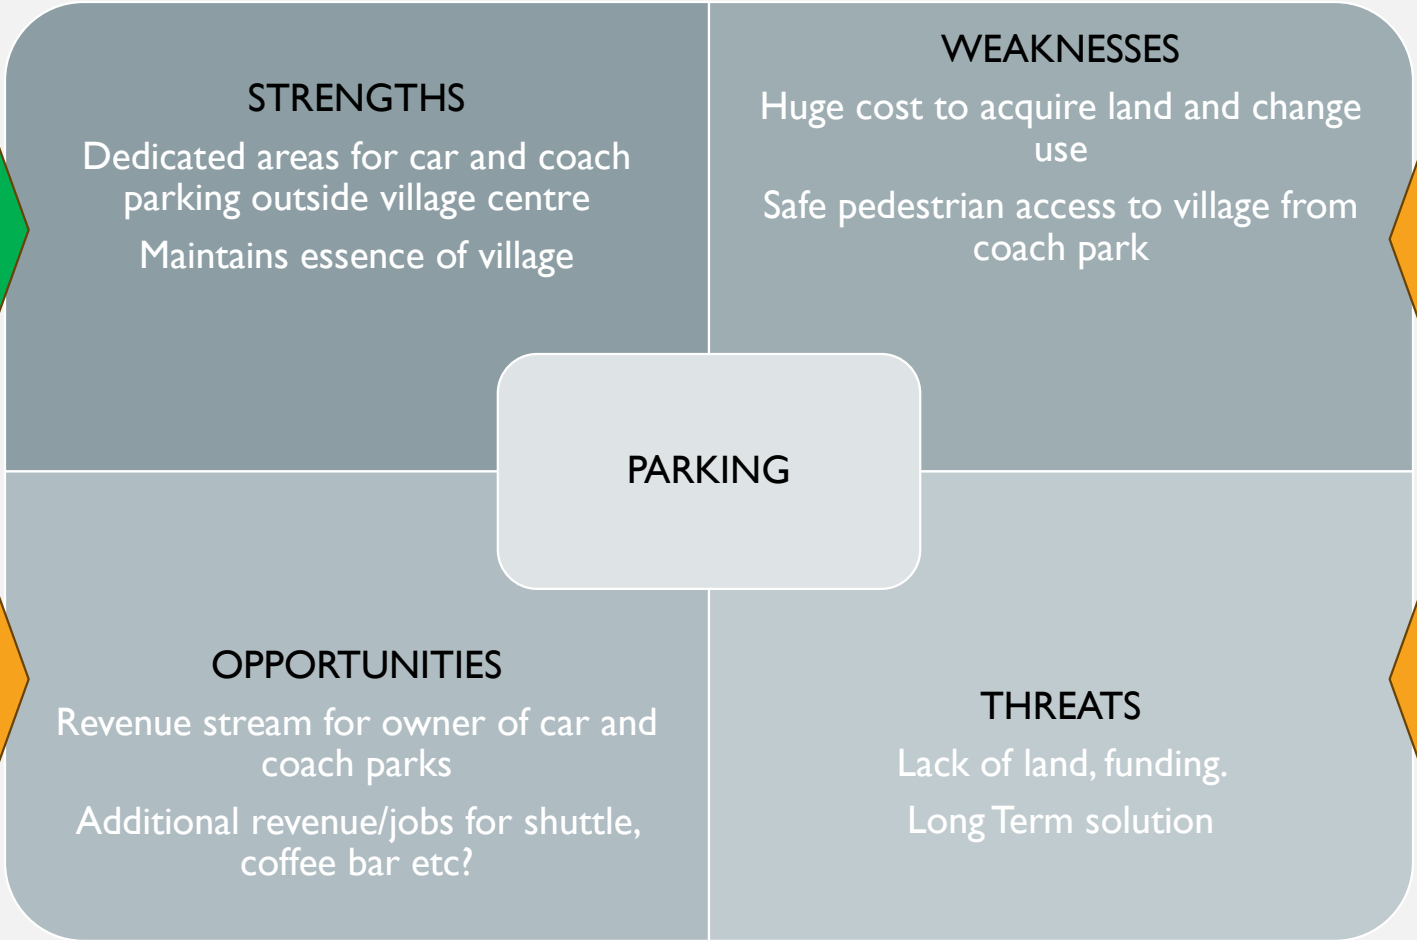 STRENGTHS
Dedicated areas for car and coach
parking outside village centre
Maintains essence of village
WEAKNESSES
Huge cost to acquire land and change
use
Safe pedestrian access to village from
coach park
PARKING
OPPORTUNITIES
Revenue stream for owner of car and
coach parks
Additional revenue/jobs for shuttle,
coffee bar etc?
THREATS
Lack of land, funding.
Long Term solution